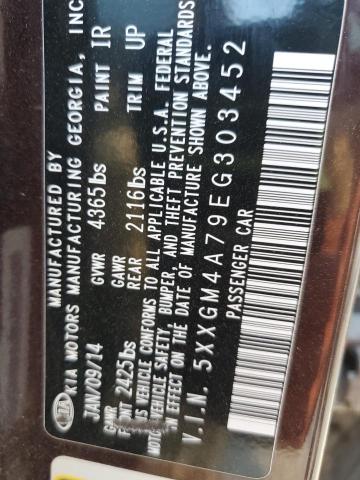 KIA
MANUFACTURED BY
KIA MOTORS MANUFACTURING GEORGIA, INC
JAN/09/14 GVWR 4365lbs PAINT IR
GAWR GAWR TRIM UP
FRONT 2425lbs REAR 2116lbs
THIS VEHICLE CONFORMS TO ALL APPLICABLE U.S.A. FEDERAL
MOTOR VEHICLE SAFETY, BUMPER, AND THEFT PREVENTION STANDARDS
IN EFFECT ON THE DATE OF MANUFACTURE SHOWN ABOVE.
V.I.N. 5XXGM4A79EG303452
PASSENGER CAR